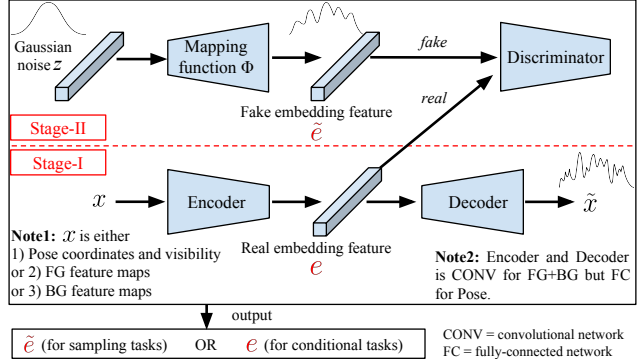 Gaussian
noise z
Mapping
function Φ
fake
Discriminator
Fake embedding feature
ẽ
real
Stage-II
Stage-I
x
Encoder
Decoder
x̃
Real embedding feature
e
Note1: x is either
1) Pose coordinates and visibility
or 2) FG feature maps
or 3) BG feature maps
Note2: Encoder and Decoder
is CONV for FG+BG but FC
for Pose.
output
ẽ (for sampling tasks) OR e (for conditional tasks)
CONV = convolutional network
FC = fully-connected network